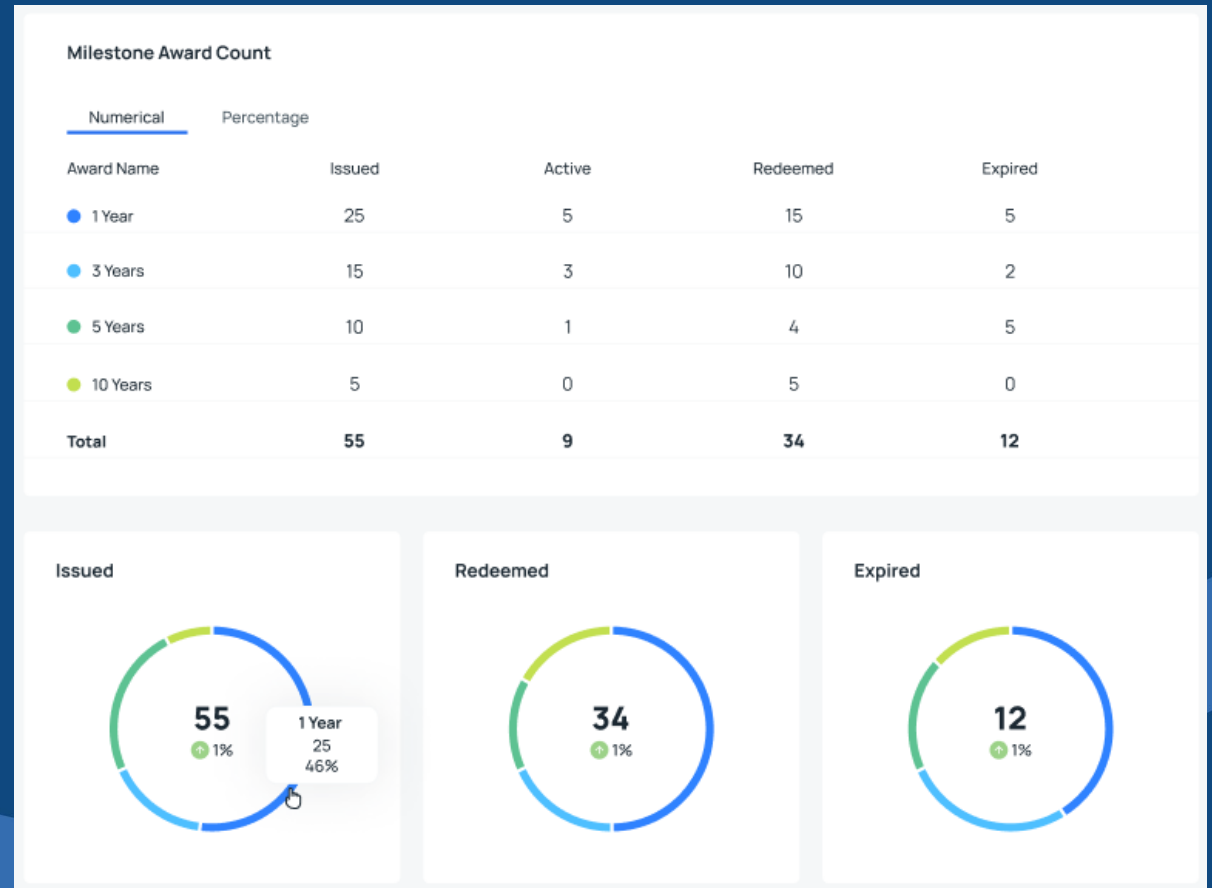 Milestone Award Count
Numerical Percentage
Award Name Issued Active Redeemed Expired
1 Year 25 5 15 5
3 Years 15 3 10 2
5 Years 10 1 4 5
10 Years 5 0 5 0
Total 55 9 34 12
Issued
55
1%
1 Year
25
46%
Redeemed
34
1%
Expired
12
1%